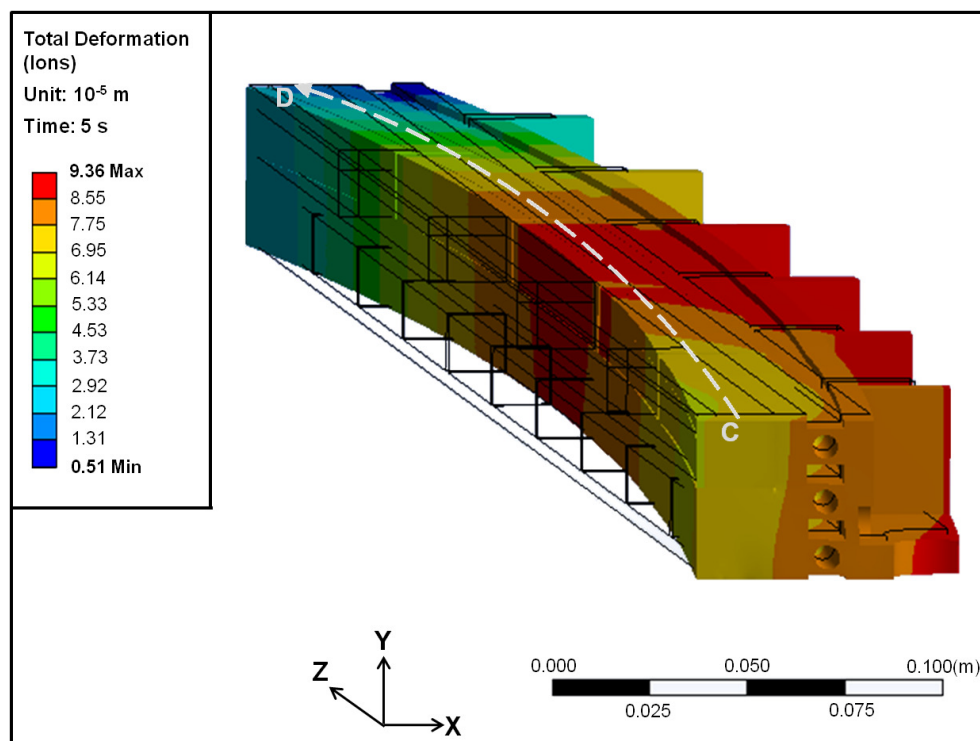 Total Deformation
(Ions)
Unit: 10⁻⁵ m
Time: 5 s
9.36 Max
8.55
7.75
6.95
6.14
5.33
4.53
3.73
2.92
2.12
1.31
0.51 Min
D
C
Y
Z
X
0.000 0.050 0.100(m)
0.025 0.075